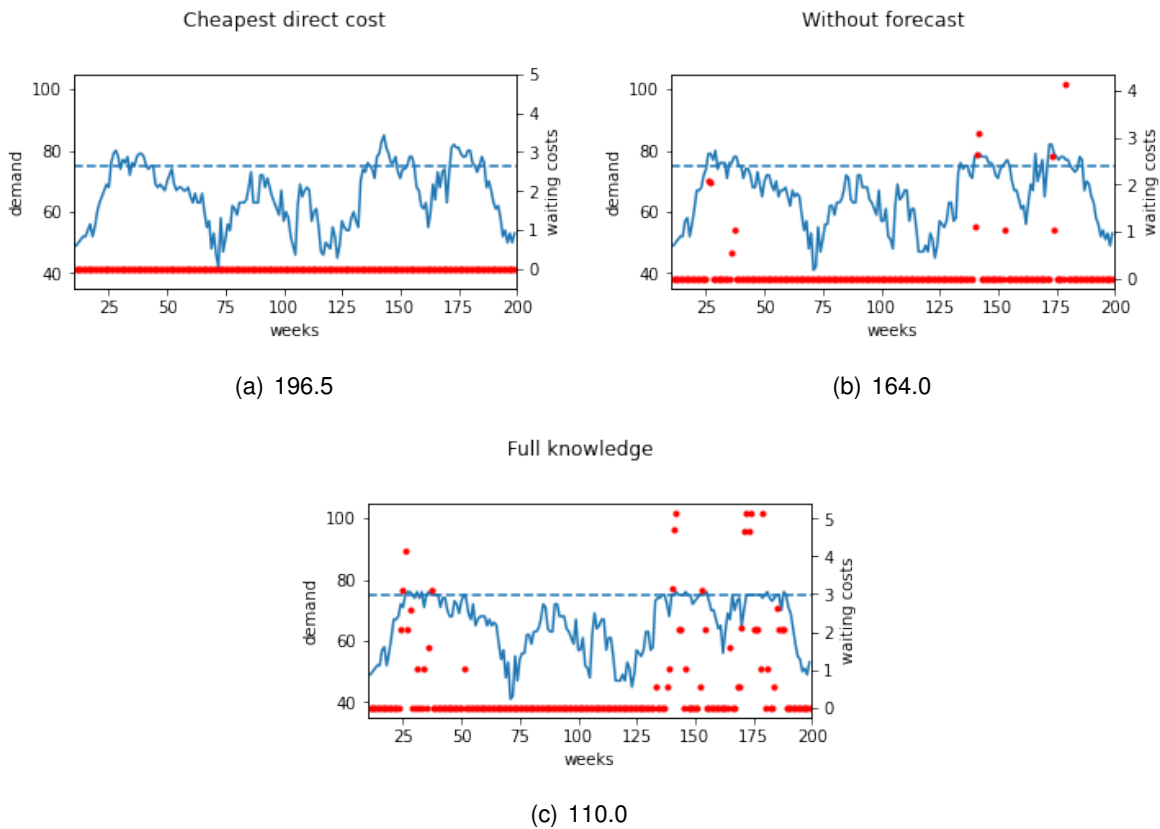 Cheapest direct cost
demand
100
80
60
40
5
4
3
2
1
0
waiting costs
25 50 75 100 125 150 175 200
weeks
(a) 196.5
Without forecast
demand
100
80
60
40
4
3
2
1
0
waiting costs
25 50 75 100 125 150 175 200
weeks
(b) 164.0
Full knowledge
demand
100
80
60
40
5
4
3
2
1
0
waiting costs
25 50 75 100 125 150 175 200
weeks
(c) 110.0